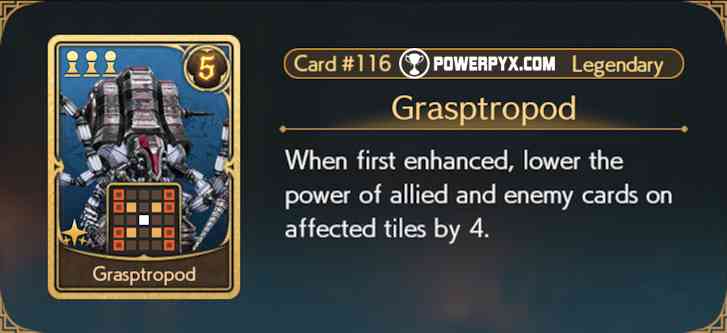 5
Grasptropod
Card #116 POWERPYX.COM Legendary
Grasptropod
When first enhanced, lower the
power of allied and enemy cards on
affected tiles by 4.